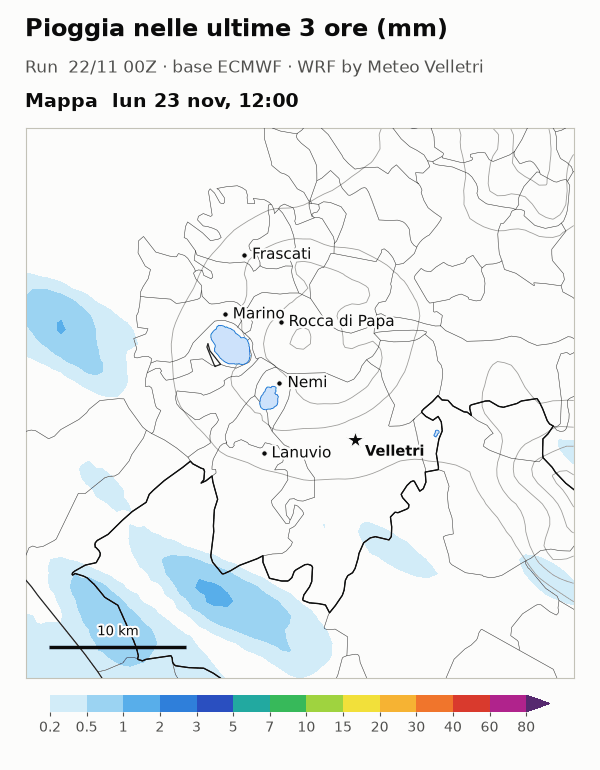 Pioggia nelle ultime 3 ore (mm)
Run  22/11 00Z · base ECMWF · WRF by Meteo Velletri
Mappa  lun 23 nov, 12:00
Frascati
Marino
Rocca di Papa
Nemi
Velletri
Lanuvio
10 km
0.2 0.5 1 2 3 5 7 10 15 20 30 40 60 80